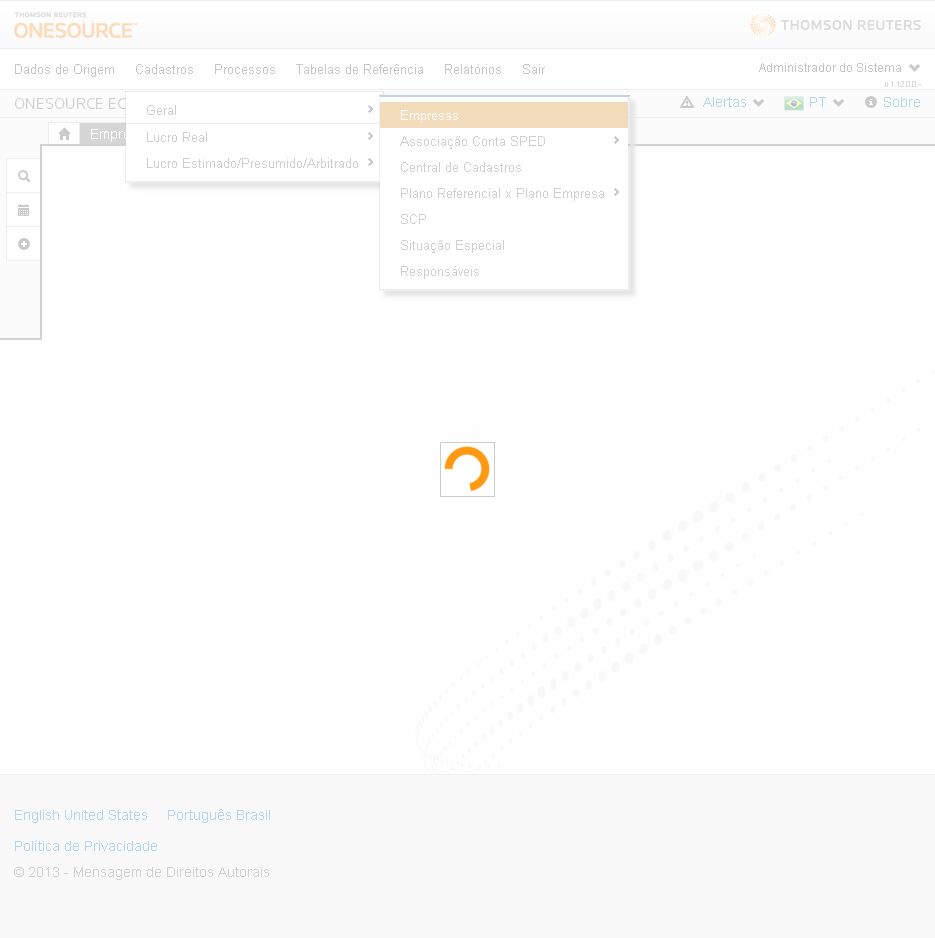 THOMSON REUTERS
ONESOURCE™
THOMSON REUTERS
Dados de Origem Cadastros Processos Tabelas de Referência Relatórios Sair
Administrador do Sistema
v 1.12.0.0.-
ONESOURCE EC
Alertas PT Sobre
Empre
Geral
Lucro Real
Lucro Estimado/Presumido/Arbitrado
Empresas
Associação Conta SPED
Central de Cadastros
Plano Referencial x Plano Empresa
SCP
Situação Especial
Responsáveis
English United States Português Brasil
Política de Privacidade
© 2013 - Mensagem de Direitos Autorais